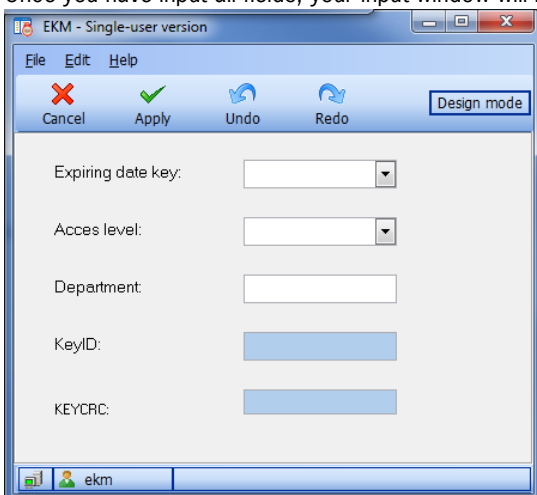 Once you have input all fields, your input window will
EKM - Single-user version
File Edit Help
Cancel Apply Undo Redo Design mode
Expiring date key:
Acces level:
Department:
KeyID:
KEYCRC:
ekm